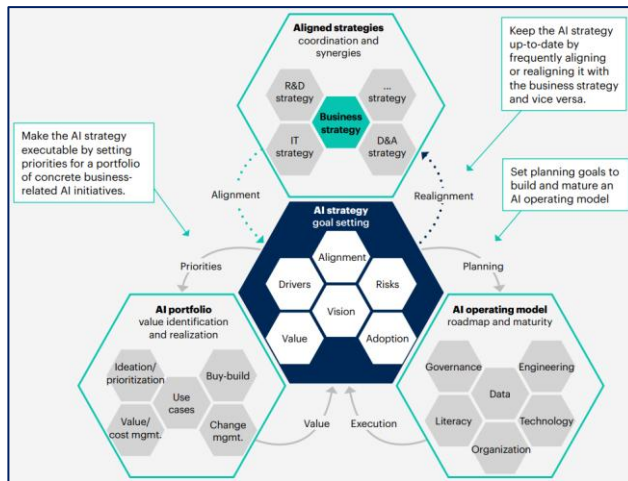 Aligned strategies
coordination and
synergies
R&D
strategy
...
strategy
Business
strategy
IT
strategy
D&A
strategy
Keep the AI strategy
up-to-date by
frequently aligning
or realigning it with
the business strategy
and vice versa.
Make the AI strategy
executable by setting
priorities for a portfolio
of concrete business-
related AI initiatives.
Set planning goals to
build and mature an
AI operating model
Alignment
Realignment
AI strategy
goal setting
Alignment
Drivers
Risks
Vision
Value
Adoption
Priorities
Planning
AI portfolio
value identification
and realization
Ideation/
prioritization
Buy-build
Use
cases
Value/
cost mgmt.
Change
mgmt.
AI operating model
roadmap and maturity
Governance
Engineering
Data
Literacy
Technology
Organization
Value
Execution